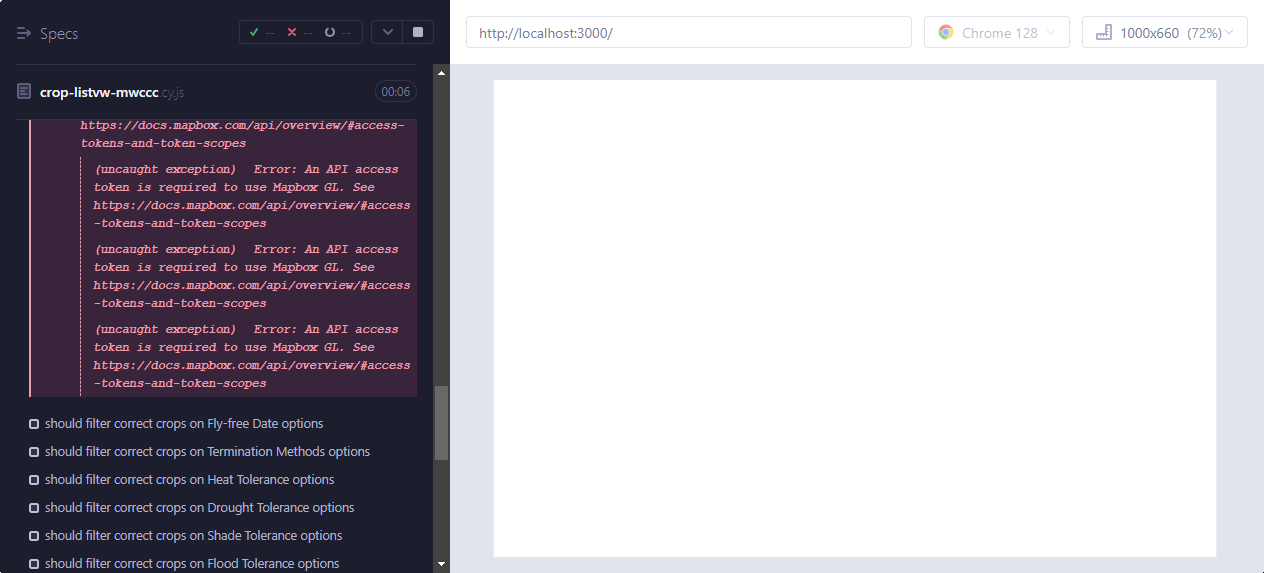 Specs
--
--
--
http://localhost:3000/
Chrome 128
1000x660 (72%)
crop-listvw-mwccc.cy.js
00:06
https://docs.mapbox.com/api/overview/#access-
tokens-and-token-scopes
(uncaught exception) Error: An API access
token is required to use Mapbox GL. See
https://docs.mapbox.com/api/overview/#access
-tokens-and-token-scopes
(uncaught exception) Error: An API access
token is required to use Mapbox GL. See
https://docs.mapbox.com/api/overview/#access
-tokens-and-token-scopes
(uncaught exception) Error: An API access
token is required to use Mapbox GL. See
https://docs.mapbox.com/api/overview/#access
-tokens-and-token-scopes
should filter correct crops on Fly-free Date options
should filter correct crops on Termination Methods options
should filter correct crops on Heat Tolerance options
should filter correct crops on Drought Tolerance options
should filter correct crops on Shade Tolerance options
should filter correct crops on Flood Tolerance options